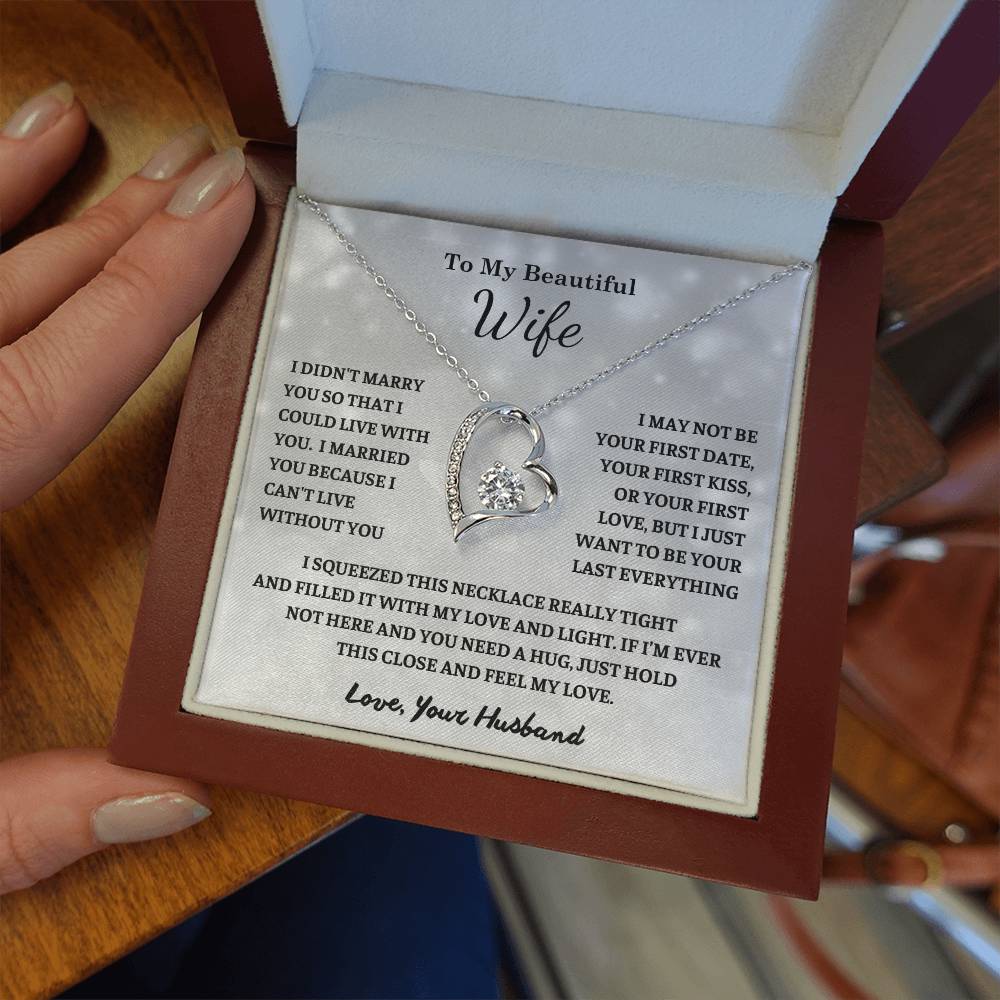 To My Beautiful
Wife
I DIDN'T MARRY
YOU SO THAT I
COULD LIVE WITH
YOU. I MARRIED
YOU BECAUSE I
CAN'T LIVE
WITHOUT YOU
I MAY NOT BE
YOUR FIRST DATE,
YOUR FIRST KISS,
OR YOUR FIRST
LOVE, BUT I JUST
WANT TO BE YOUR
LAST EVERYTHING
I SQUEEZED THIS NECKLACE REALLY TIGHT
AND FILLED IT WITH MY LOVE AND LIGHT. IF I'M EVER
NOT HERE AND YOU NEED A HUG, JUST HOLD
THIS CLOSE AND FEEL MY LOVE.
Love, Your Husband